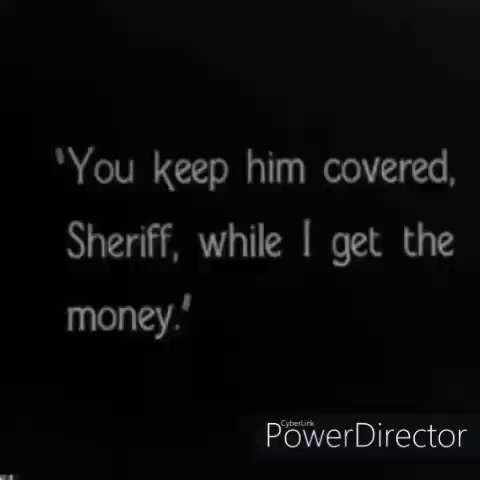 "You keep him covered,
Sheriff, while I get the
money."
CyberLink
PowerDirector